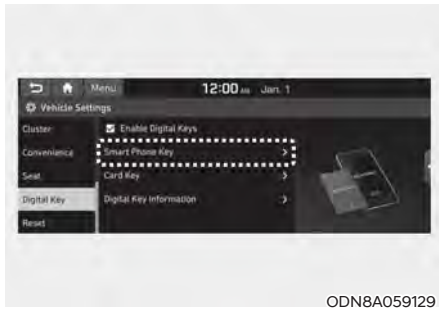 Menu
12:00 AM Jan. 1
Vehicle Settings
Cluster
Enable Digital Keys
Convenience
Smart Phone Key
Seat
Card Key
Digital Key
Digital Key Information
Reset
ODN8A059129